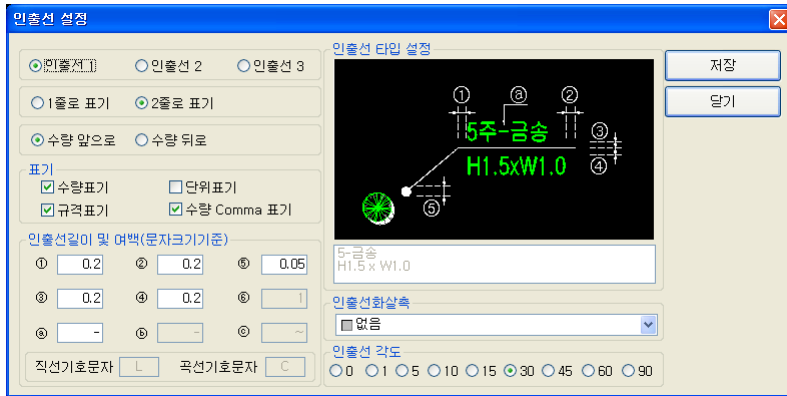 인출선 설정
인출선 1 인출선 2 인출선 3
1줄로 표기 2줄로 표기
수량 앞으로 수량 뒤로
표기
수량표기 단위표기
규격표기 수량 Comma 표기
인출선길이 및 여백(문자크기기준)
① 0.2 ② 0.2 ⑤ 0.05
③ 0.2 ④ 0.2 ⑥ 1
ⓐ - ⓑ - ⓒ ~
직선기호문자 L 곡선기호문자 C
인출선 타입 설정
① ⓐ ②
5주-금송 ③
H1.5xW1.0 ④
⑤
5-금송
H1.5 x W1.0
인출선화살촉
없음
인출선 각도
0 1 5 10 15 30 45 60 90
저장
닫기